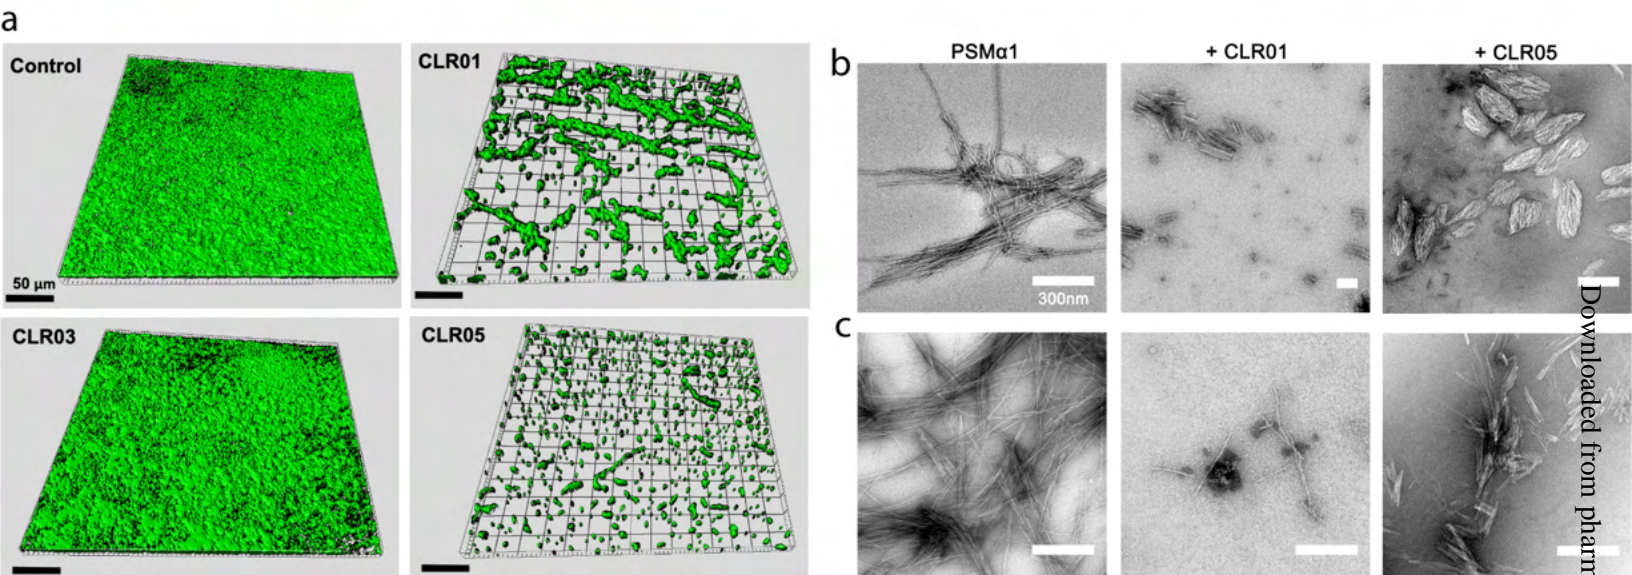 a
Control
CLR01
50 µm
CLR03
CLR05
b
PSMα1
+ CLR01
+ CLR05
300nm
c
Downloaded from pharm